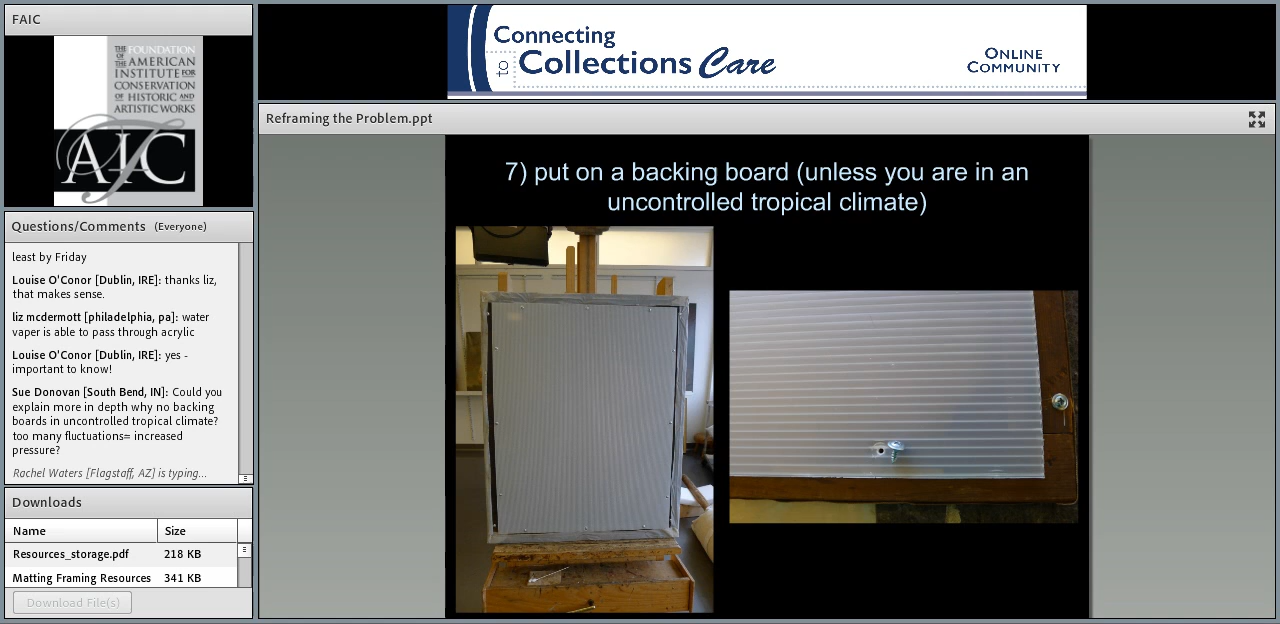 FAIC
THE FOUNDATION
OF THE AMERICAN
INSTITUTE FOR
CONSERVATION
OF HISTORIC AND
ARTISTIC WORKS
FAIC
Connecting
to Collections Care
ONLINE
COMMUNITY
Questions/Comments (Everyone)
least by Friday
Louise O'Conor [Dublin, IRE]: thanks liz,
that makes sense.
liz mcdermott [philadelphia, pa]: water
vaper is able to pass through acrylic
Louise O'Conor [Dublin, IRE]: yes -
important to know!
Sue Donovan [South Bend, IN]: Could you
explain more in depth why no backing
boards in uncontrolled tropical climate?
too many fluctuations= increased
pressure?
Rachel Waters [Flagstaff, AZ] is typing...
Downloads
Name Size
Resources_storage.pdf 218 KB
Matting Framing Resources 341 KB
Download File(s)
Reframing the Problem.ppt
7) put on a backing board (unless you are in an
uncontrolled tropical climate)